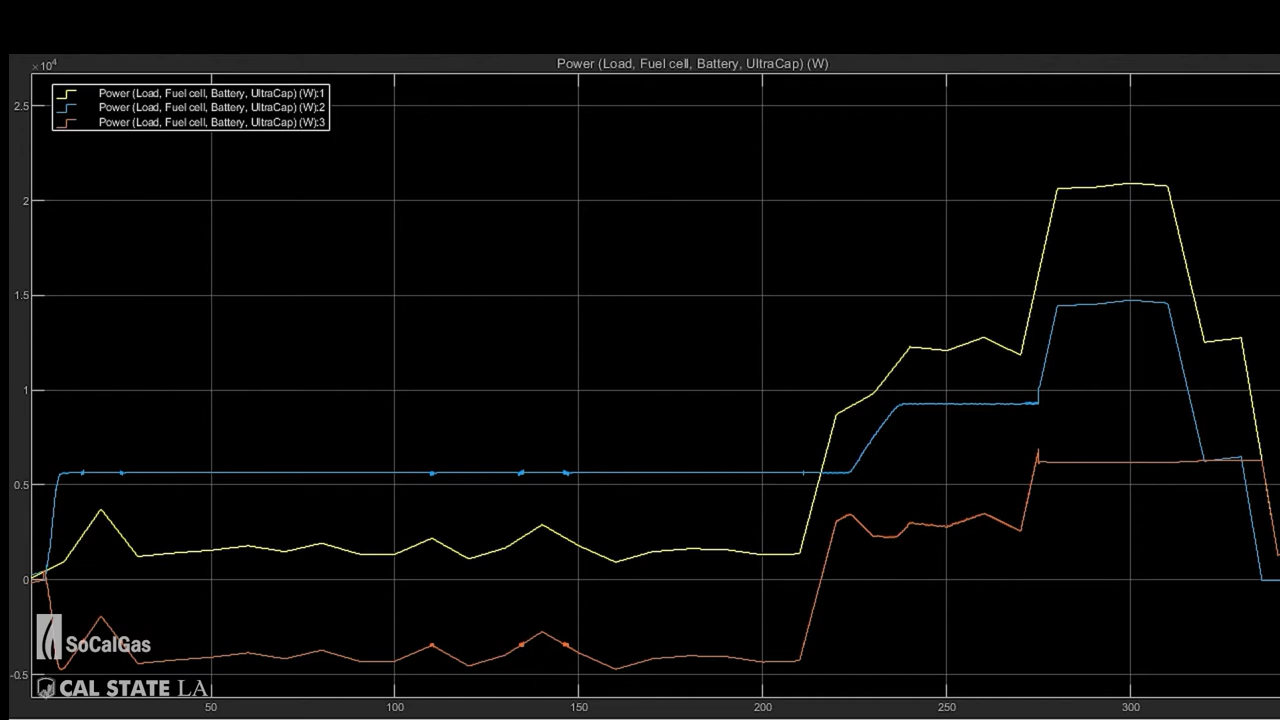 Power (Load, Fuel cell, Battery, UltraCap) (W)
×10⁴
Power (Load, Fuel cell, Battery, UltraCap) (W):1
Power (Load, Fuel cell, Battery, UltraCap) (W):2
Power (Load, Fuel cell, Battery, UltraCap) (W):3
2.5
2
1.5
1
0.5
0
-0.5
SoCalGas
CAL STATE LA
50 100 150 200 250 300